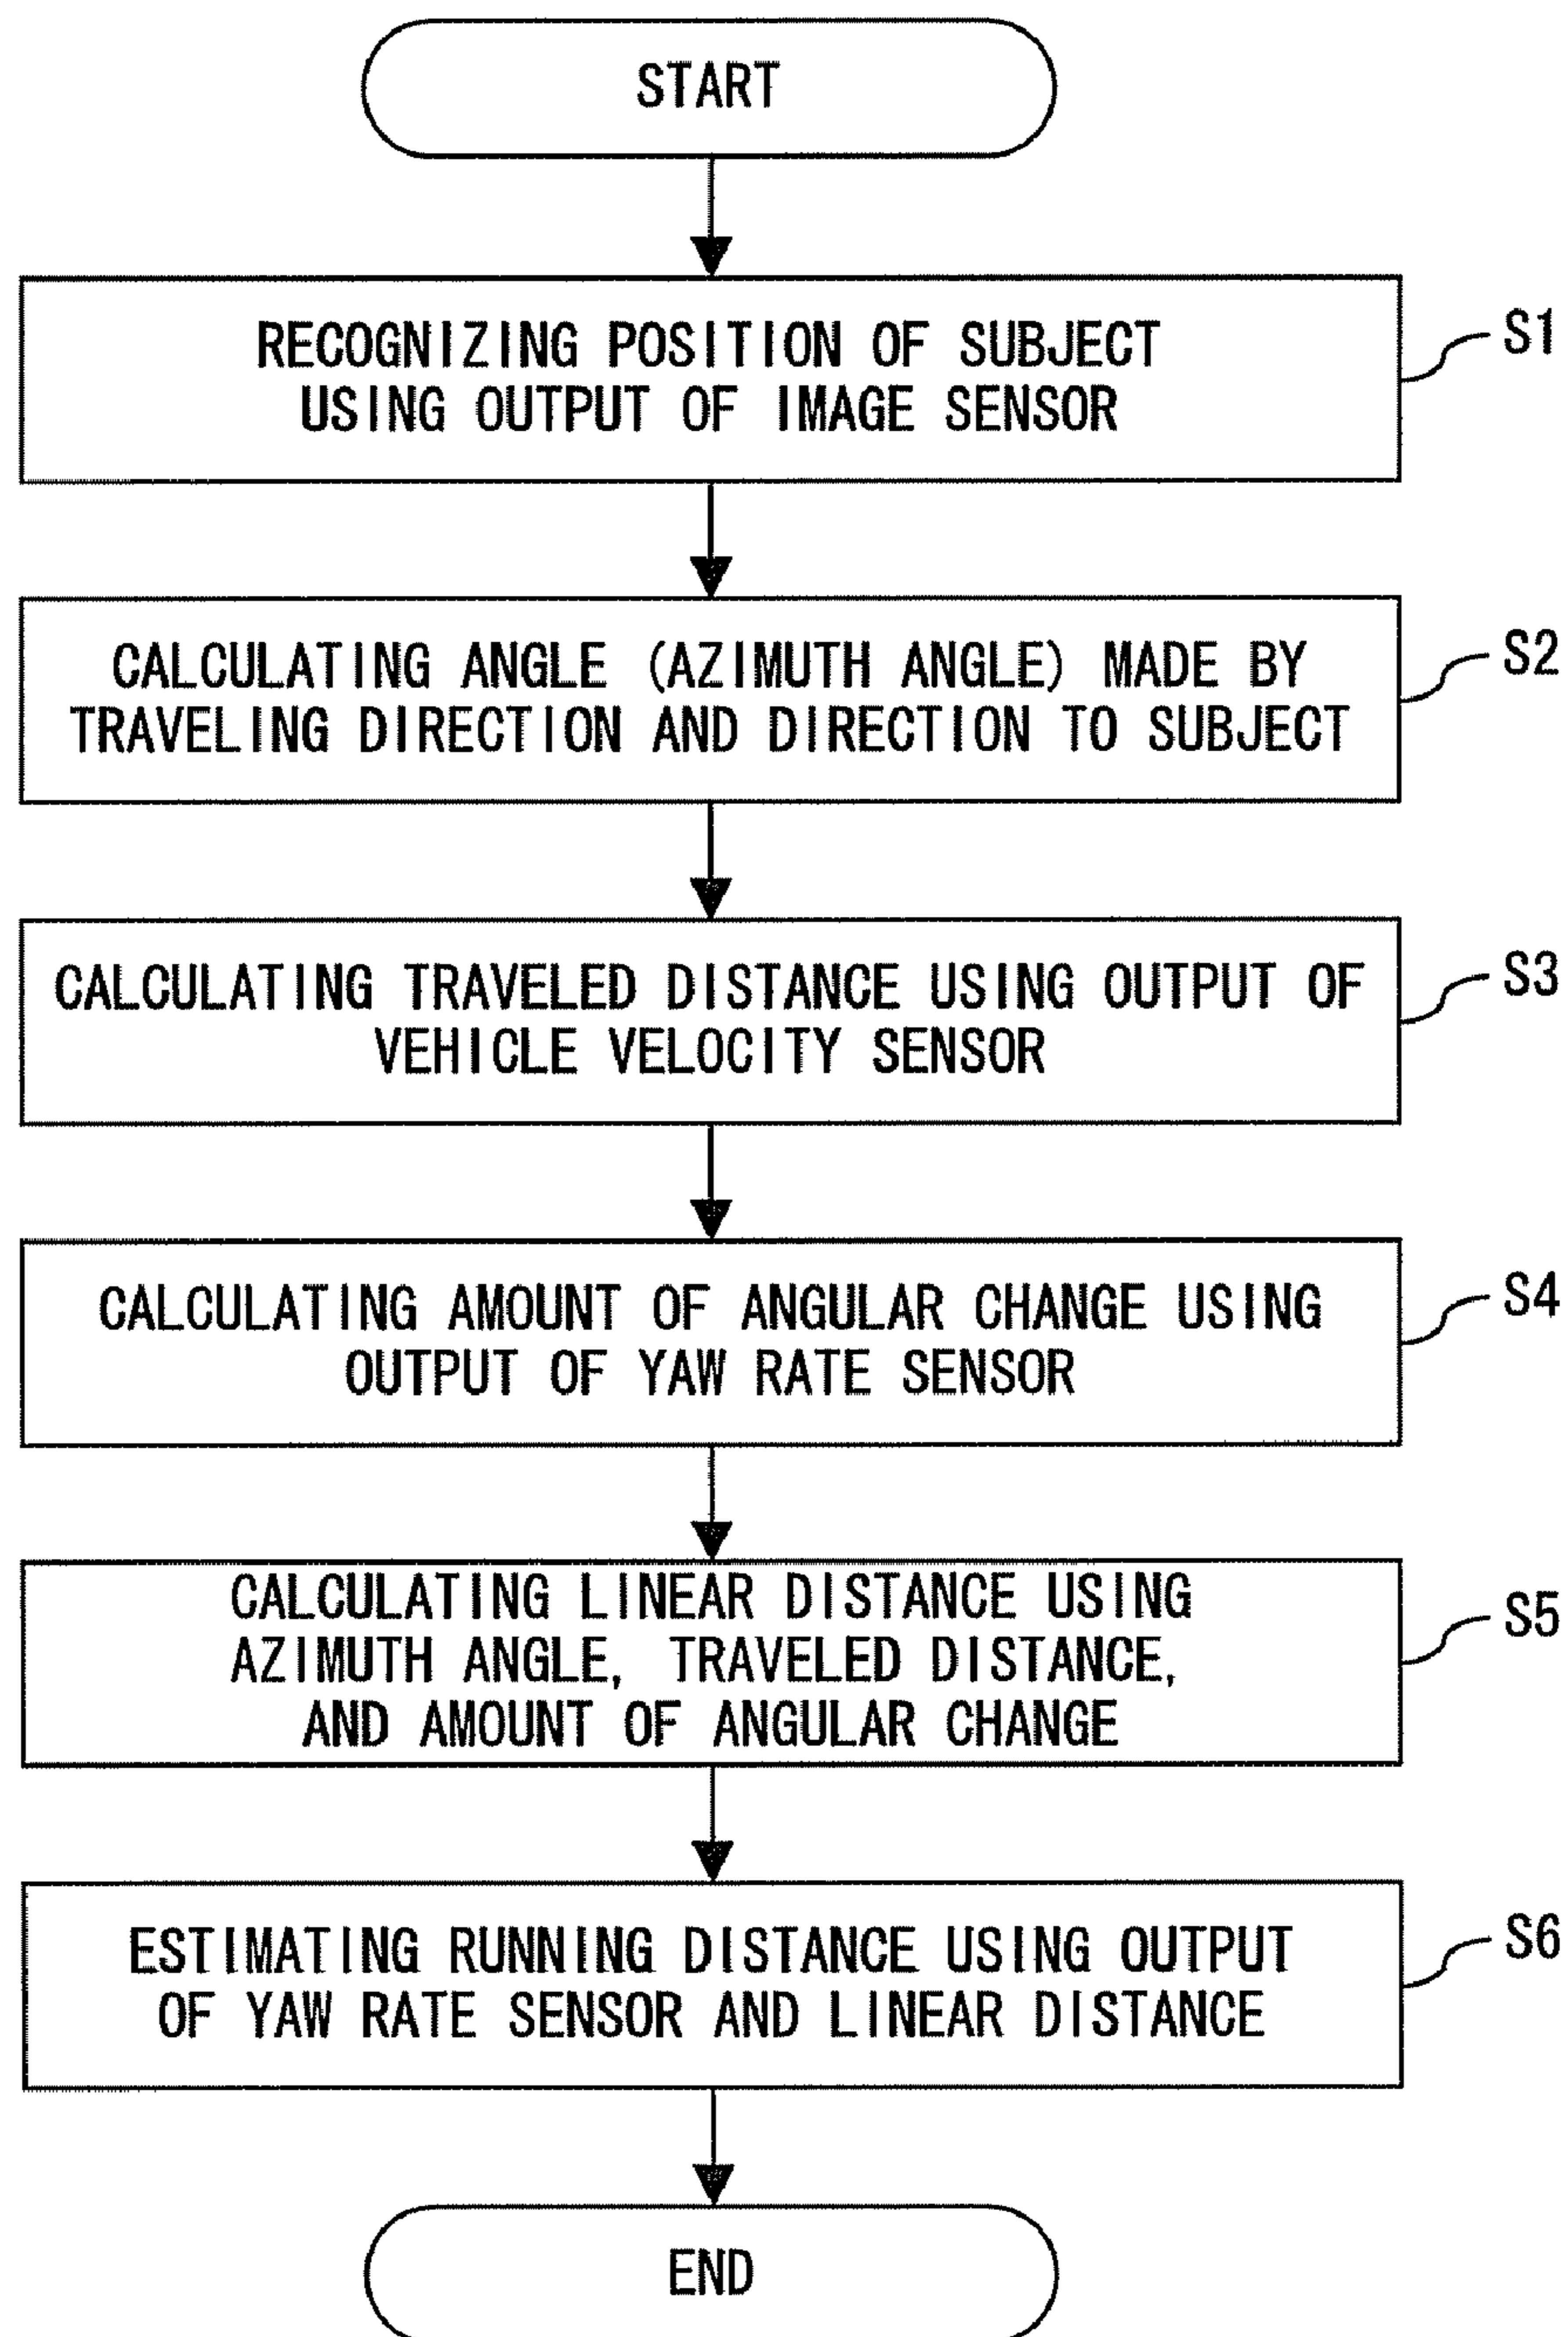 START
RECOGNIZING POSITION OF SUBJECT
USING OUTPUT OF IMAGE SENSOR
S1
CALCULATING ANGLE (AZIMUTH ANGLE) MADE BY
TRAVELING DIRECTION AND DIRECTION TO SUBJECT
S2
CALCULATING TRAVELED DISTANCE USING OUTPUT OF
VEHICLE VELOCITY SENSOR
S3
CALCULATING AMOUNT OF ANGULAR CHANGE USING
OUTPUT OF YAW RATE SENSOR
S4
CALCULATING LINEAR DISTANCE USING
AZIMUTH ANGLE, TRAVELED DISTANCE,
AND AMOUNT OF ANGULAR CHANGE
S5
ESTIMATING RUNNING DISTANCE USING OUTPUT
OF YAW RATE SENSOR AND LINEAR DISTANCE
S6
END